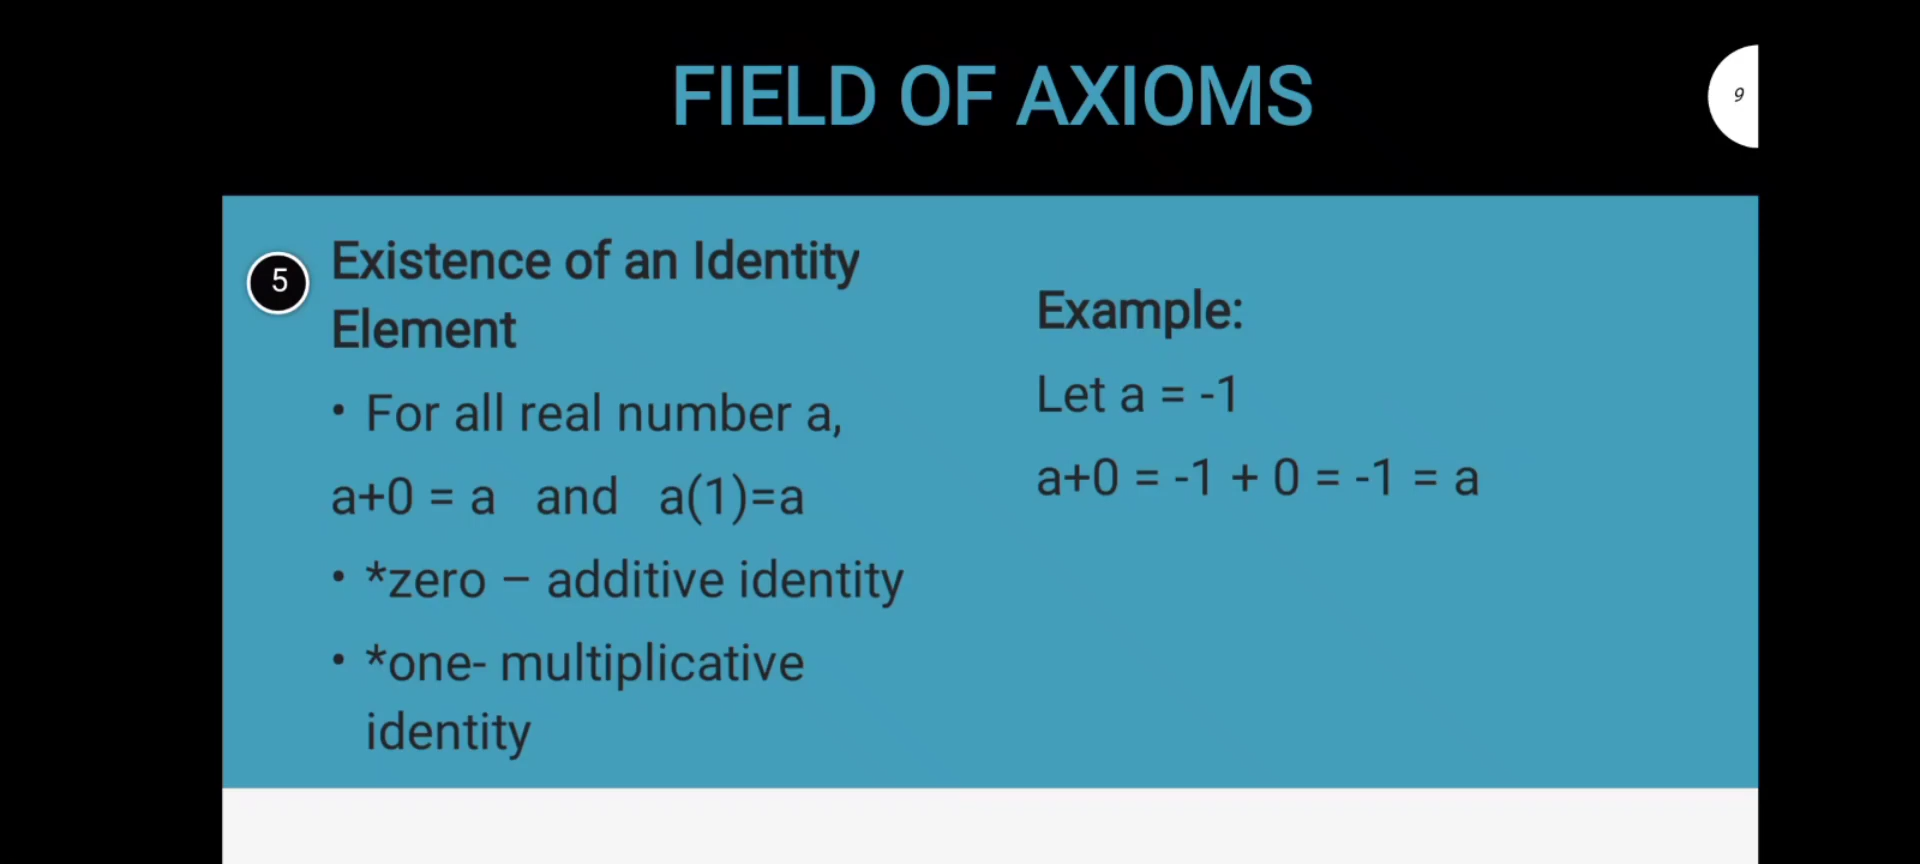 FIELD OF AXIOMS
9
5
Existence of an Identity
Element
• For all real number a,
a+0 = a and a(1)=a
• *zero – additive identity
• *one- multiplicative
identity
Example:
Let a = -1
a+0 = -1 + 0 = -1 = a